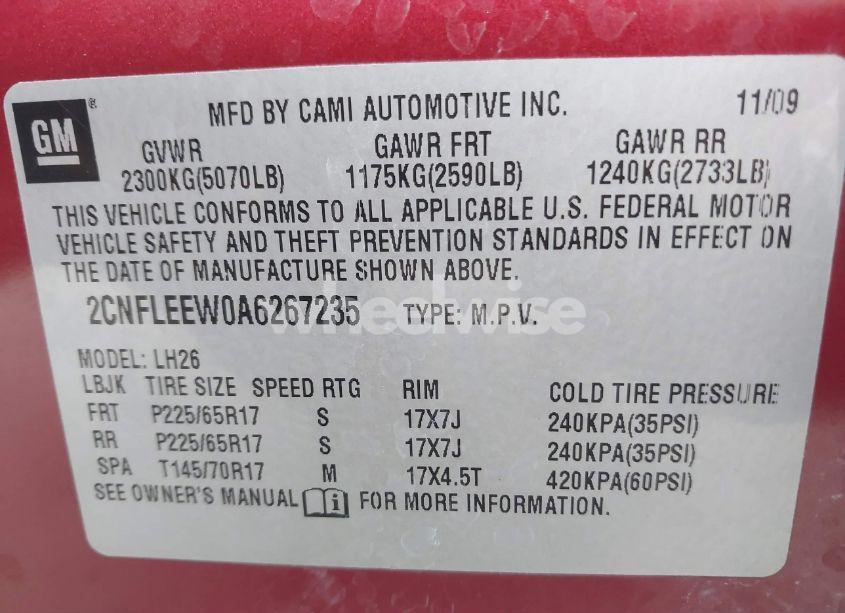 GM ®
MFD BY CAMI AUTOMOTIVE INC. 11/09
GVWR GAWR FRT GAWR RR
2300KG(5070LB) 1175KG(2590LB) 1240KG(2733LB)
THIS VEHICLE CONFORMS TO ALL APPLICABLE U.S. FEDERAL MOTOR
VEHICLE SAFETY AND THEFT PREVENTION STANDARDS IN EFFECT ON
THE DATE OF MANUFACTURE SHOWN ABOVE.
2CNFLEEW0A6267235 TYPE: M.P.V.
wheelwise
MODEL: LH26
LBJK TIRE SIZE SPEED RTG RIM COLD TIRE PRESSURE
FRT P225/65R17 S 17X7J 240KPA(35PSI)
RR P225/65R17 S 17X7J 240KPA(35PSI)
SPA T145/70R17 M 17X4.5T 420KPA(60PSI)
SEE OWNER'S MANUAL i FOR MORE INFORMATION.